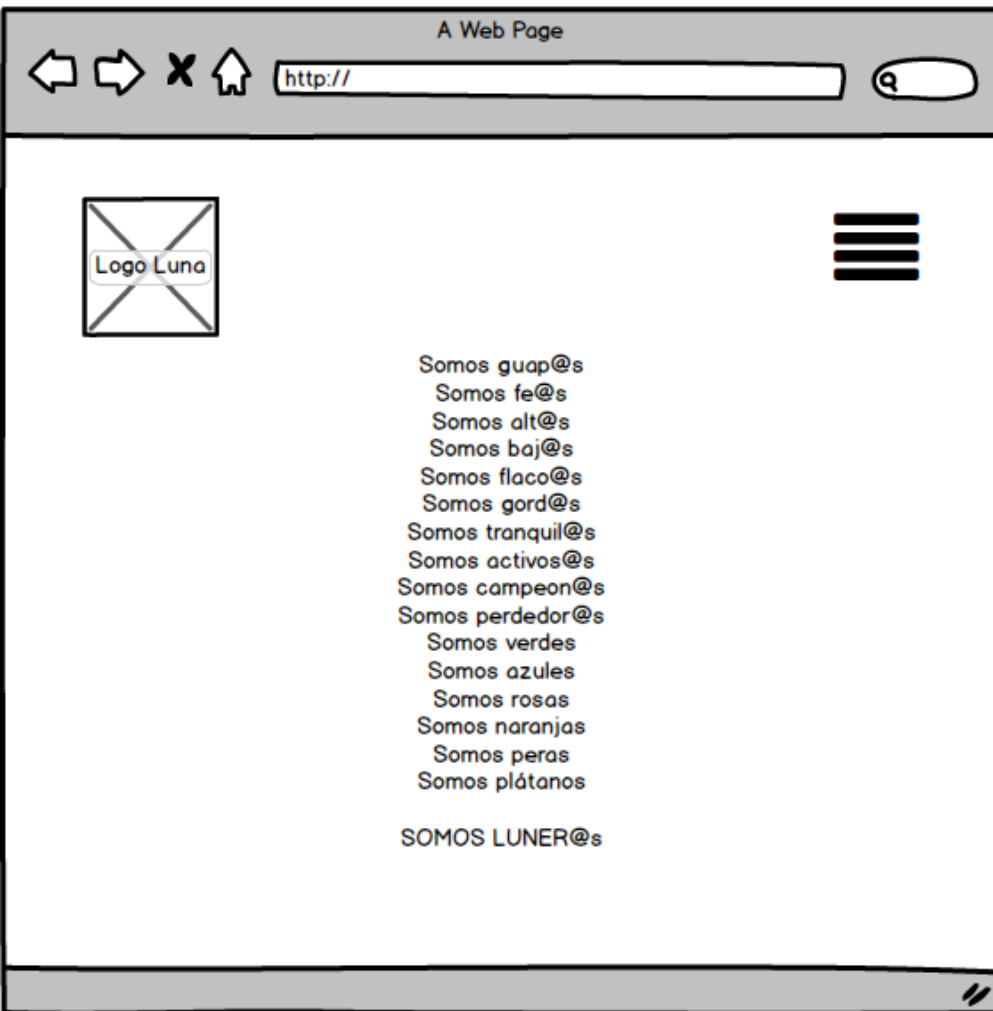 A Web Page
http://
Logo Luna
Somos guap@s
Somos fe@s
Somos alt@s
Somos baj@s
Somos flaco@s
Somos gord@s
Somos tranquil@s
Somos activos@s
Somos campeon@s
Somos perdedor@s
Somos verdes
Somos azules
Somos rosas
Somos naranjas
Somos peras
Somos plátanos
SOMOS LUNER@s